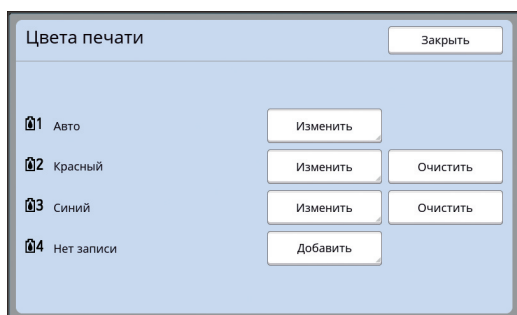 Цвета печати Закрыть
1 Авто Изменить
2 Красный Изменить Очистить
3 Синий Изменить Очистить
4 Нет записи Добавить